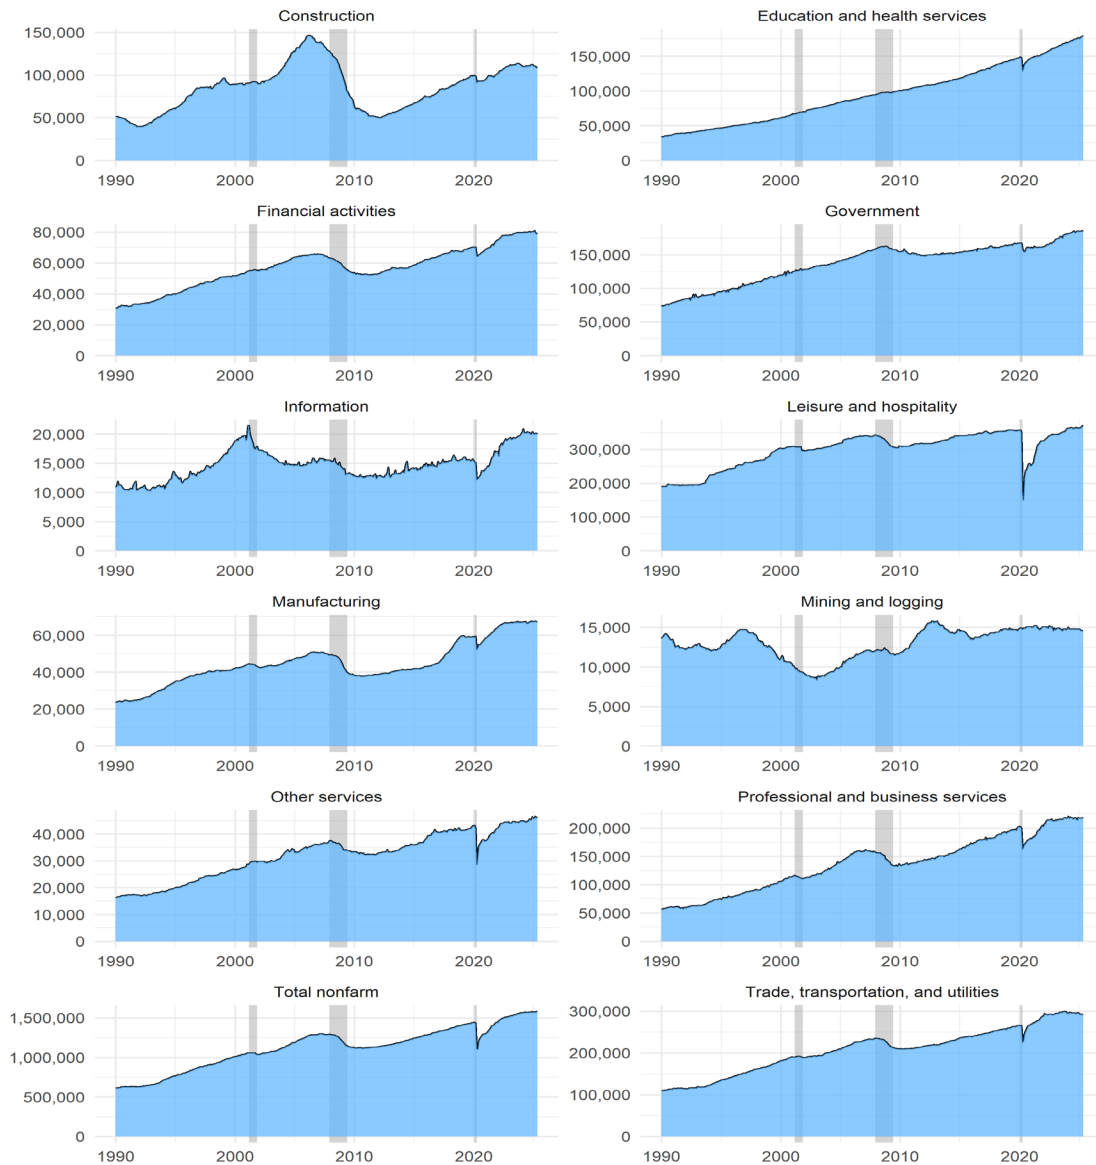 Construction
150,000
100,000
50,000
0
1990 2000 2010 2020
Education and health services
150,000
100,000
50,000
0
1990 2000 2010 2020
Financial activities
80,000
60,000
40,000
20,000
0
1990 2000 2010 2020
Government
150,000
100,000
50,000
0
1990 2000 2010 2020
Information
20,000
15,000
10,000
5,000
0
1990 2000 2010 2020
Leisure and hospitality
300,000
200,000
100,000
0
1990 2000 2010 2020
Manufacturing
60,000
40,000
20,000
0
1990 2000 2010 2020
Mining and logging
15,000
10,000
5,000
0
1990 2000 2010 2020
Other services
40,000
30,000
20,000
10,000
0
1990 2000 2010 2020
Professional and business services
200,000
150,000
100,000
50,000
0
1990 2000 2010 2020
Total nonfarm
1,500,000
1,000,000
500,000
0
1990 2000 2010 2020
Trade, transportation, and utilities
300,000
200,000
100,000
0
1990 2000 2010 2020